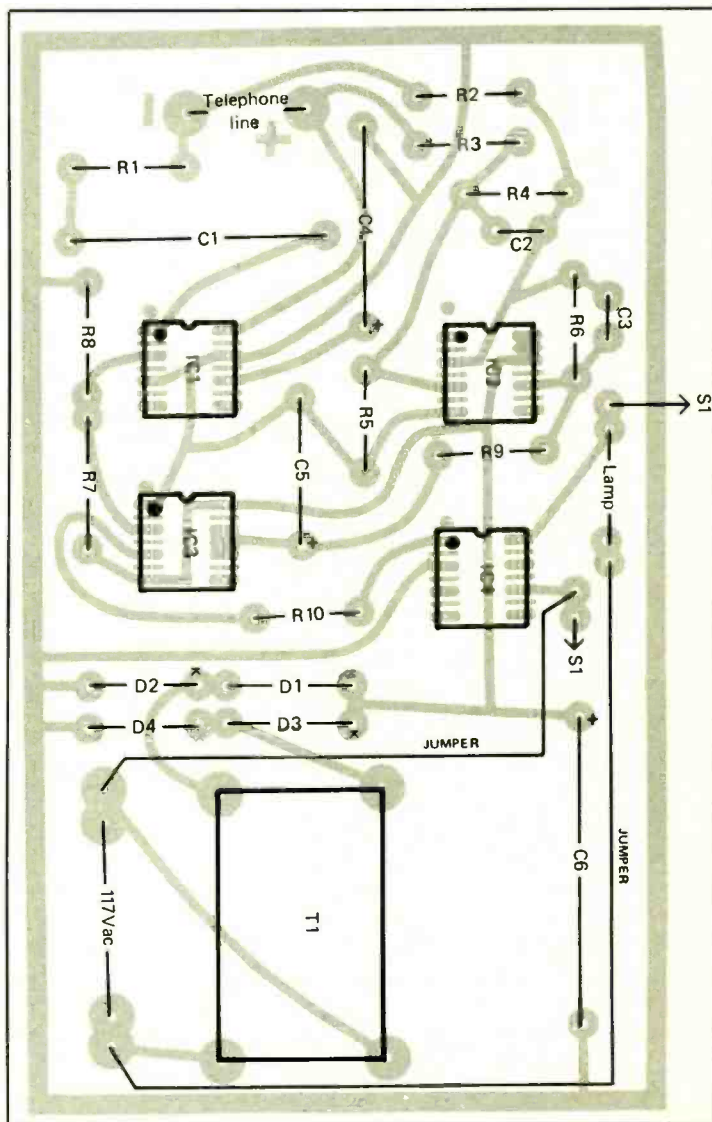 Telephone
line
−
+
R2
R1
R3
R4
C4
C1
C2
R8
R6
C3
IC1
S1
R5
R9
R7
C5
Lamp
+
+
R10
S1
D2
K
D1
D4
D3
K
+
JUMPER
JUMPER
C6
117Vac
T1